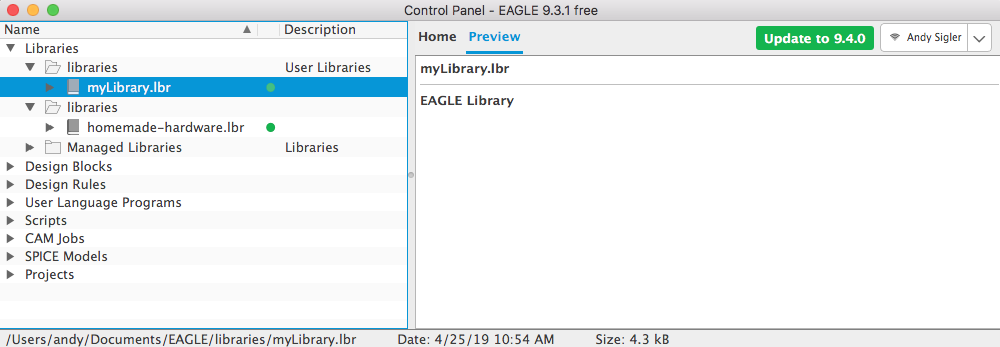 Control Panel - EAGLE 9.3.1 free
Name Description
Home Preview Update to 9.4.0 Andy Sigler
Libraries
libraries User Libraries
myLibrary.lbr
libraries
homemade-hardware.lbr
Managed Libraries Libraries
Design Blocks
Design Rules
User Language Programs
Scripts
CAM Jobs
SPICE Models
Projects
myLibrary.lbr
EAGLE Library
/Users/andy/Documents/EAGLE/libraries/myLibrary.lbr Date: 4/25/19 10:54 AM Size: 4.3 kB